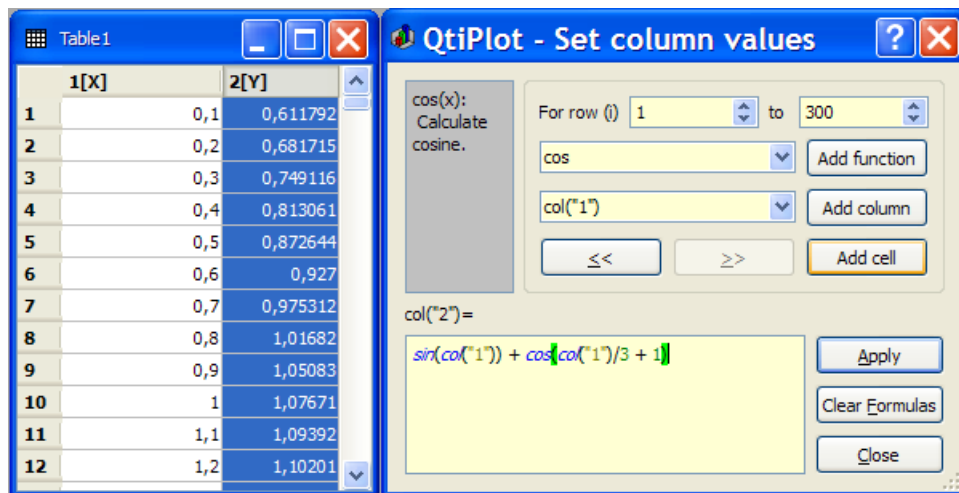 Table1
1[X] 2[Y]
1 0,1 0,611792
2 0,2 0,681715
3 0,3 0,749116
4 0,4 0,813061
5 0,5 0,872644
6 0,6 0,927
7 0,7 0,975312
8 0,8 1,01682
9 0,9 1,05083
10 1 1,07671
11 1,1 1,09392
12 1,2 1,10201
QtiPlot - Set column values
cos(x):
Calculate
cosine.
For row (i) 1 to 300
cos Add function
col("1") Add column
<< >> Add cell
col("2")=
sin(col("1")) + cos(col("1")/3 + 1)
Apply
Clear Formulas
Close